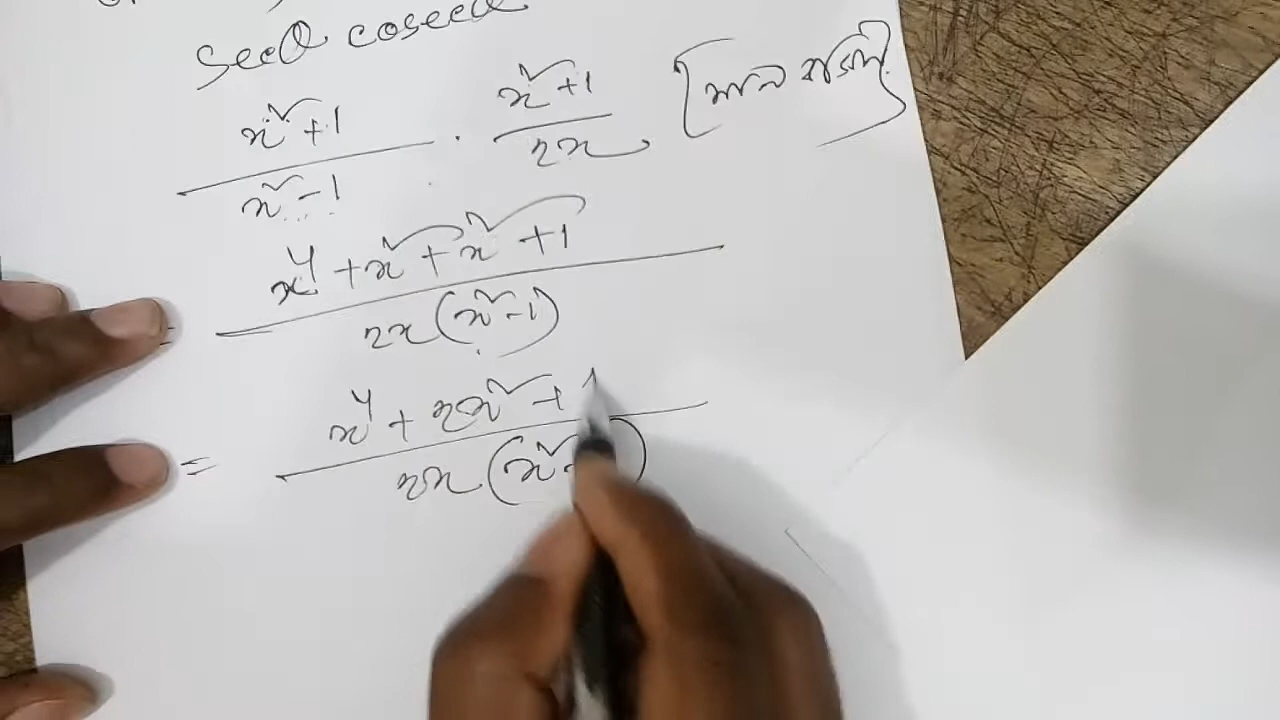 secθ cosecθ
x²+1/x²-1 · x²+1/2x [মান বসাই]
= x⁴+x²+x²+1/2x(x²-1)
= x⁴+2x²+1/2x(x²-